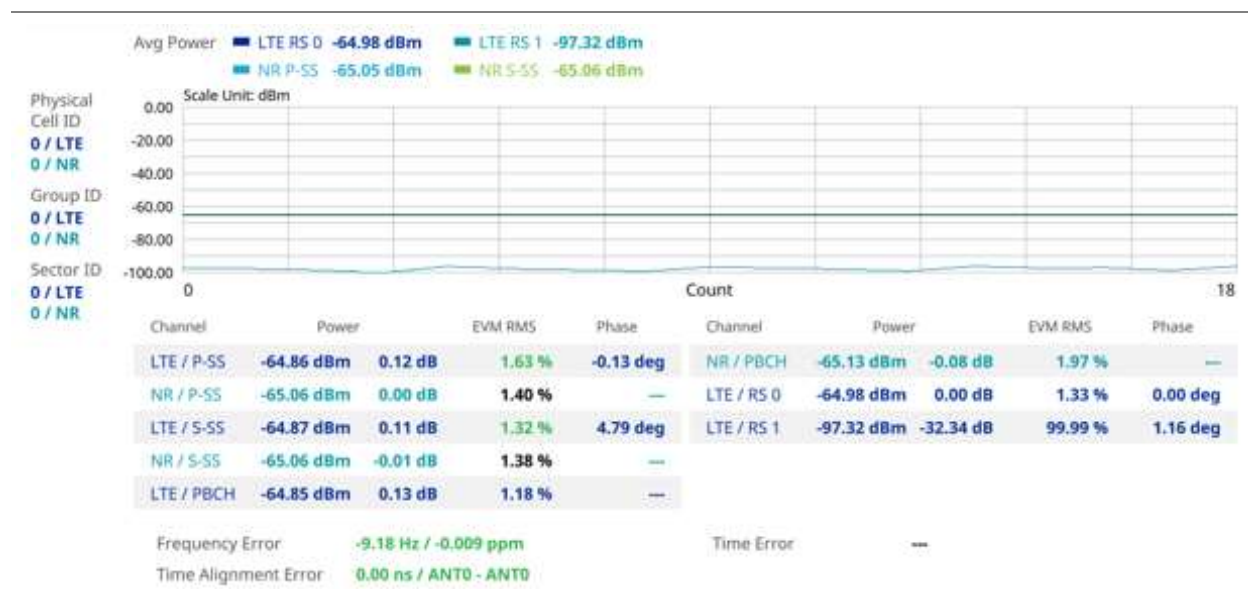 Avg Power LTE RS 0 -64.98 dBm LTE RS 1 -97.32 dBm
NR P-SS -65.05 dBm NR S-SS -65.06 dBm
Scale Unit: dBm
Physical
Cell ID
0 / LTE
0 / NR
Group ID
0 / LTE
0 / NR
Sector ID
0 / LTE
0 / NR
0.00
-20.00
-40.00
-60.00
-80.00
-100.00
0 Count 18
Channel Power EVM RMS Phase Channel Power EVM RMS Phase
LTE / P-SS -64.86 dBm 0.12 dB 1.63 % -0.13 deg NR / PBCH -65.13 dBm -0.08 dB 1.97 % ---
NR / P-SS -65.06 dBm 0.00 dB 1.40 % --- LTE / RS 0 -64.98 dBm 0.00 dB 1.33 % 0.00 deg
LTE / S-SS -64.87 dBm 0.11 dB 1.32 % 4.79 deg LTE / RS 1 -97.32 dBm -32.34 dB 99.99 % 1.16 deg
NR / S-SS -65.06 dBm -0.01 dB 1.38 % ---
LTE / PBCH -64.85 dBm 0.13 dB 1.18 % ---
Frequency Error -9.18 Hz / -0.009 ppm Time Error ---
Time Alignment Error 0.00 ns / ANT0 - ANT0